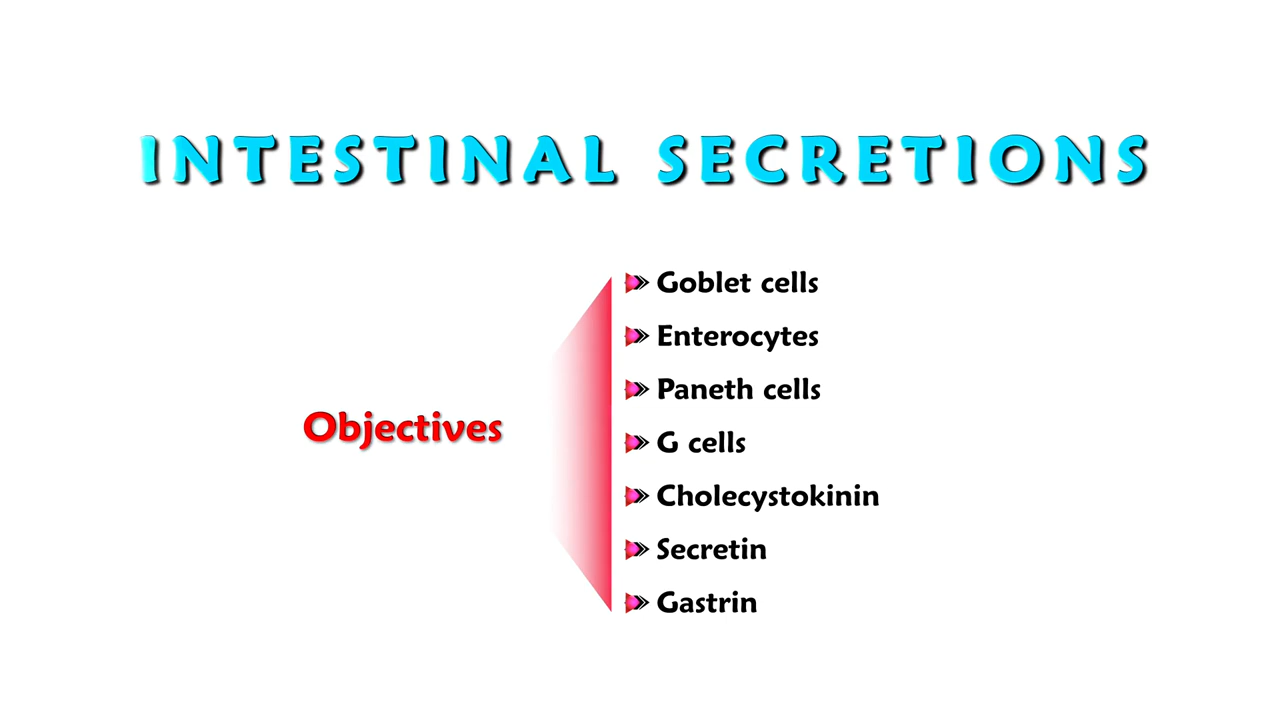 INTESTINAL SECRETIONS
Objectives
Goblet cells
Enterocytes
Paneth cells
G cells
Cholecystokinin
Secretin
Gastrin